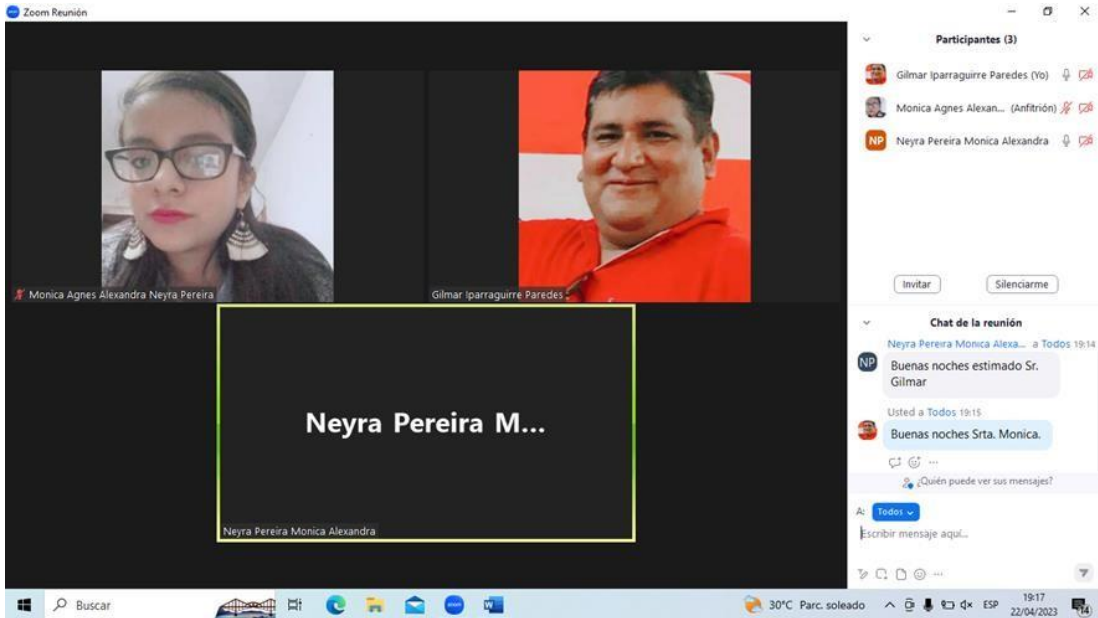 Zoom Reunión
Monica Agnes Alexandra Neyra Pereira
Gilmar Iparraguirre Paredes
Neyra Pereira M...
Neyra Pereira Monica Alexandra
Participantes (3)
Gilmar Iparraguirre Paredes (Yo)
Monica Agnes Alexan... (Anfitrión)
NP Neyra Pereira Monica Alexandra
Invitar Silenciarme
Chat de la reunión
Neyra Pereira Monica Alexa... a Todos 19:14
NP
Buenas noches estimado Sr.
Gilmar
Usted a Todos 19:15
Buenas noches Srta. Monica.
¿Quién puede ver sus mensajes?
A: Todos
Escribir mensaje aquí...
Buscar
zoom
W
30°C Parc. soleado
ESP
19:17
22/04/2023
14